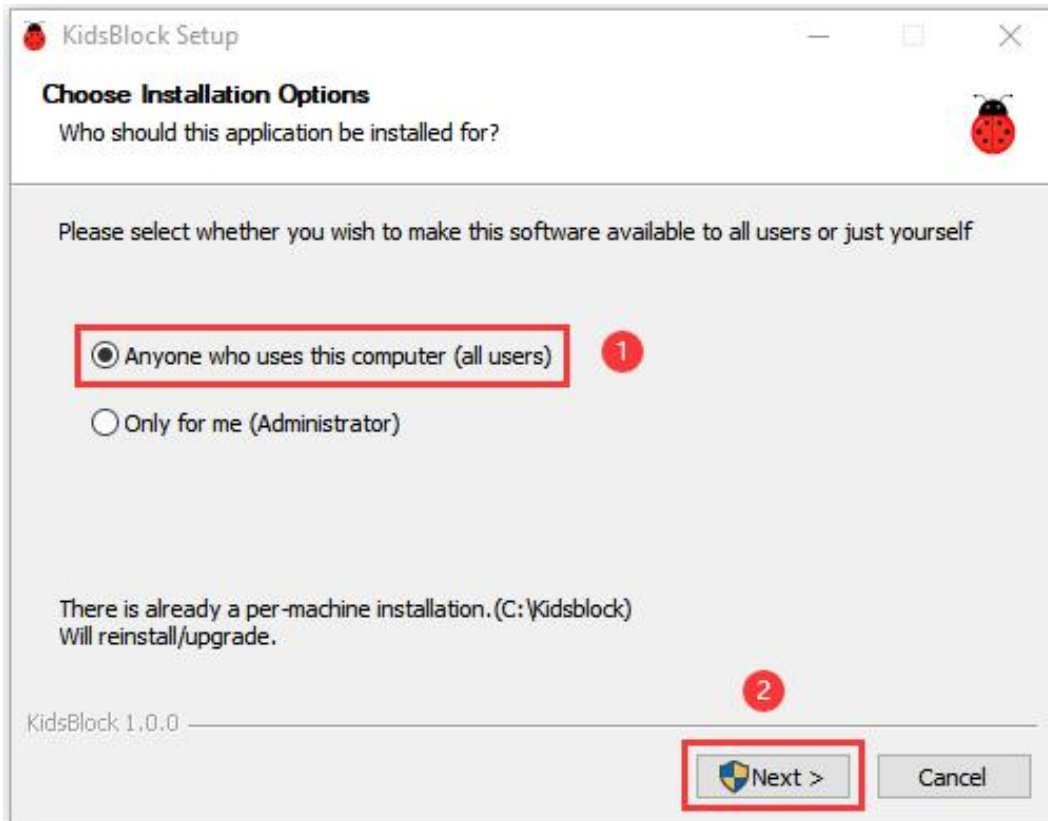 KidsBlock Setup
Choose Installation Options
Who should this application be installed for?
Please select whether you wish to make this software available to all users or just yourself
Anyone who uses this computer (all users)
1
Only for me (Administrator)
There is already a per-machine installation.(C:\Kidsblock)
Will reinstall/upgrade.
2
KidsBlock 1.0.0
Next >
Cancel